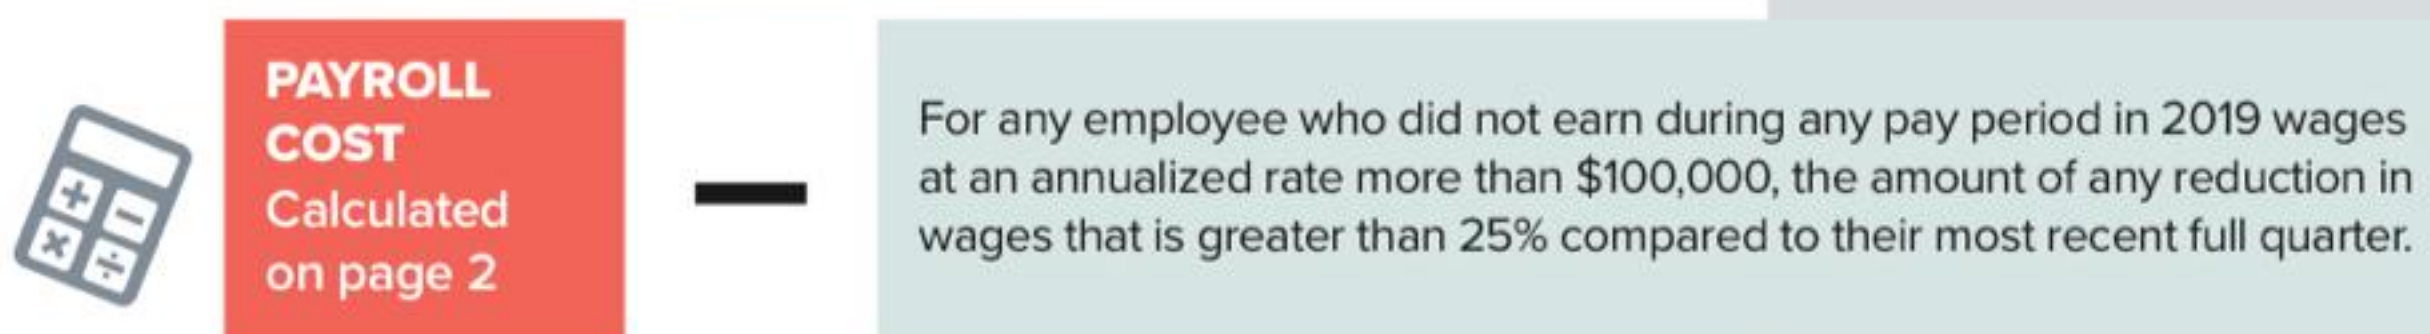 PAYROLL
COST
Calculated
on page 2
For any employee who did not earn during any pay period in 2019 wages
at an annualized rate more than $100,000, the amount of any reduction in
wages that is greater than 25% compared to their most recent full quarter.